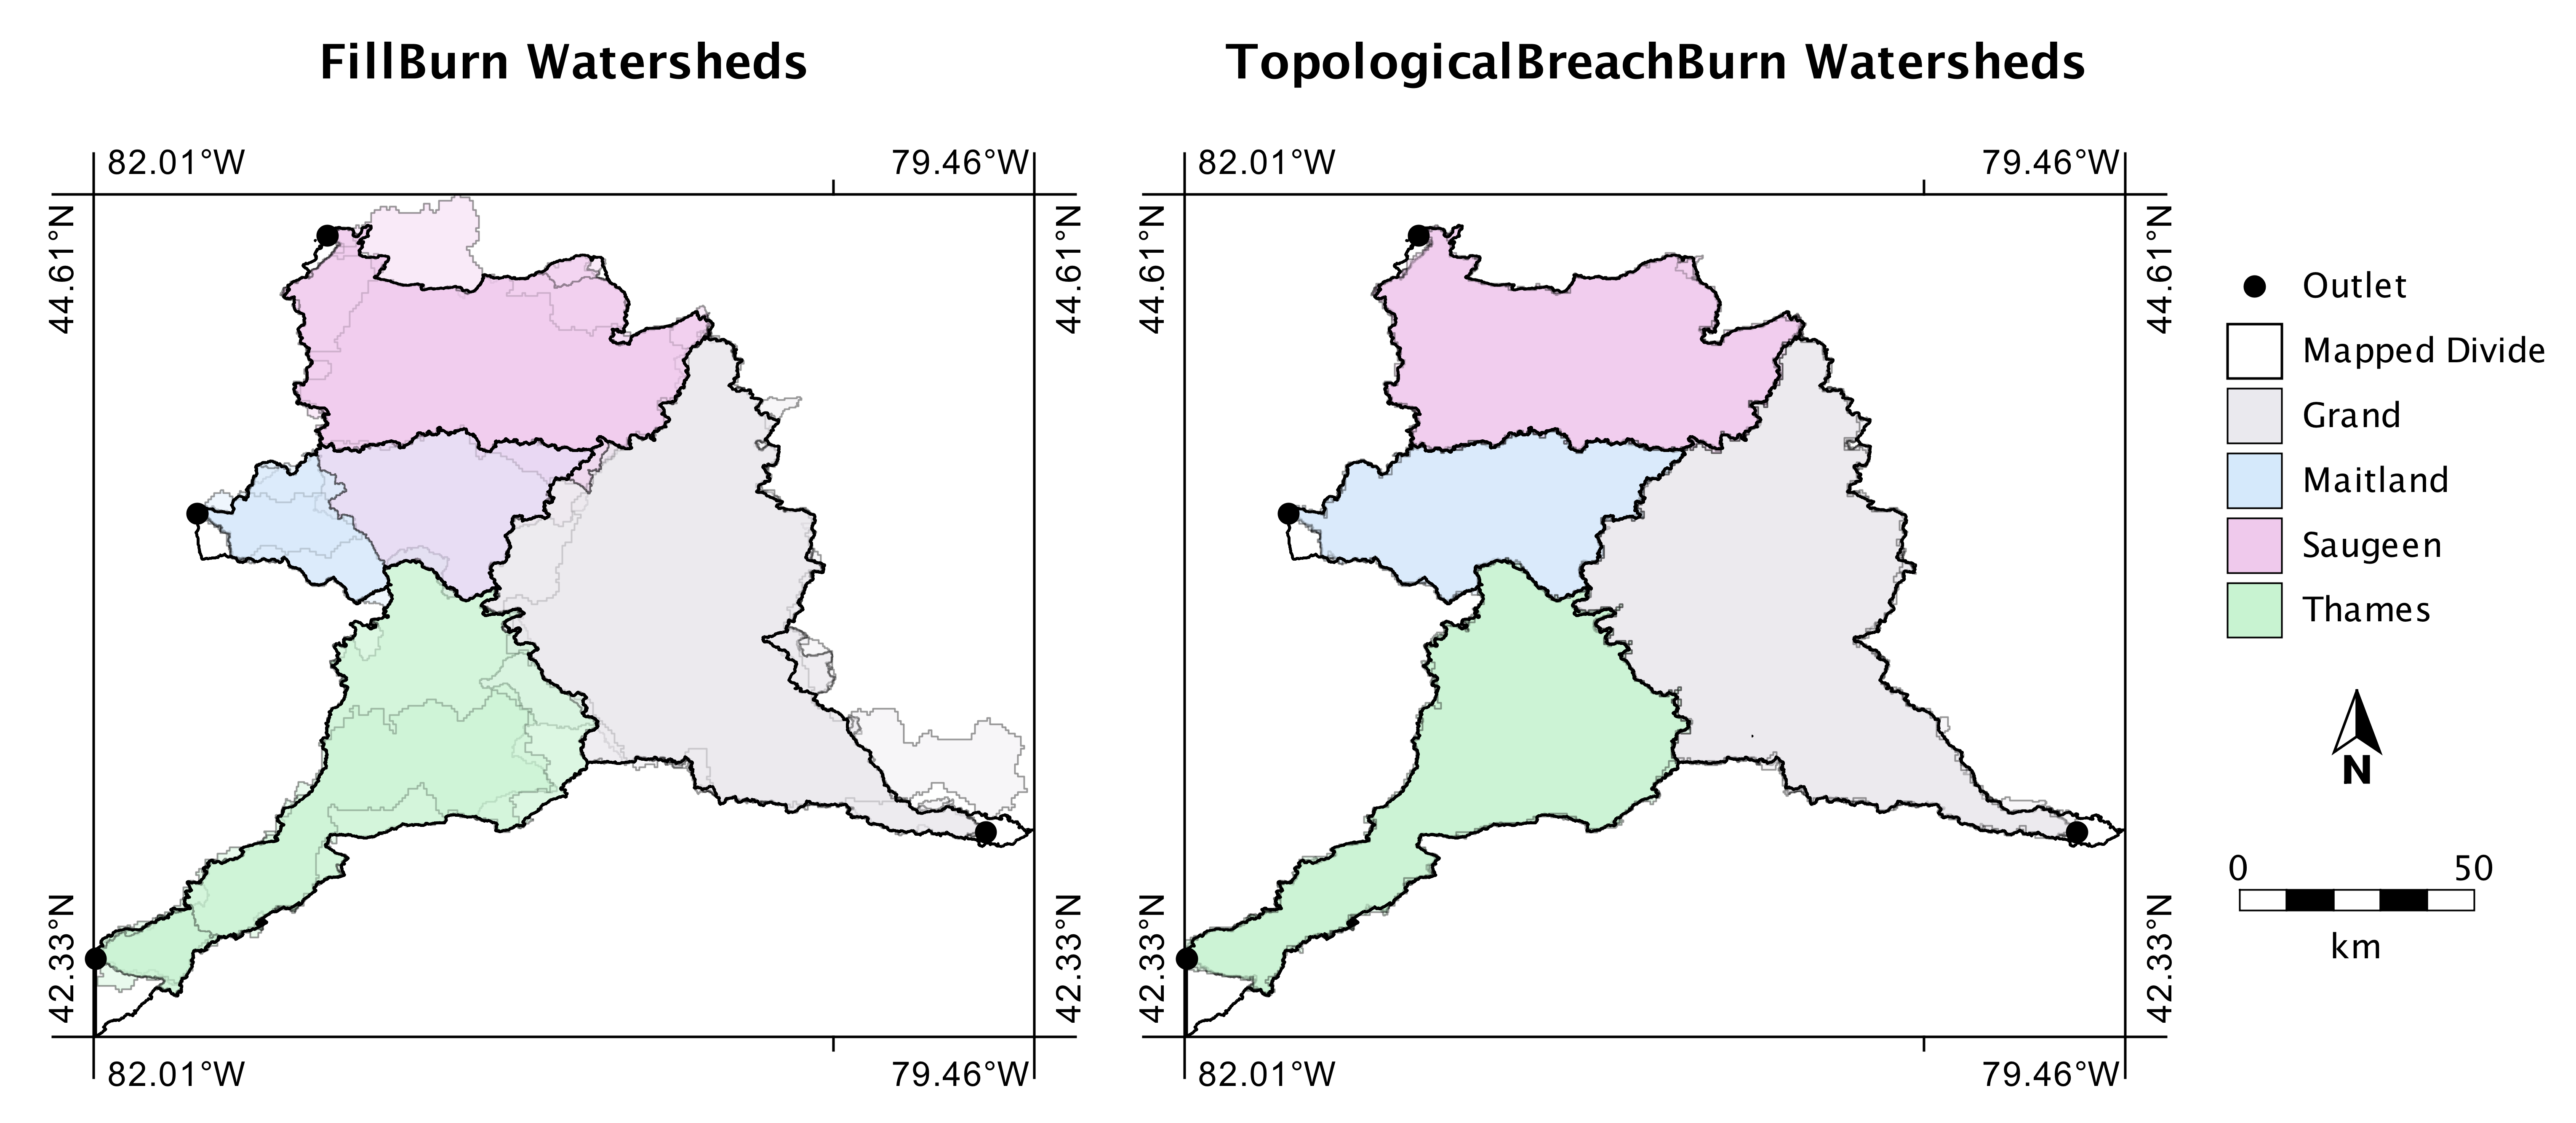 FillBurn Watersheds
TopologicalBreachBurn Watersheds
82.01°W
79.46°W
82.01°W
79.46°W
44.61°N
44.61°N
44.61°N
44.61°N
Outlet
Mapped Divide
Grand
Maitland
Saugeen
Thames
N
0 50
km
42.33°N
42.33°N
42.33°N
42.33°N
82.01°W
79.46°W
82.01°W
79.46°W